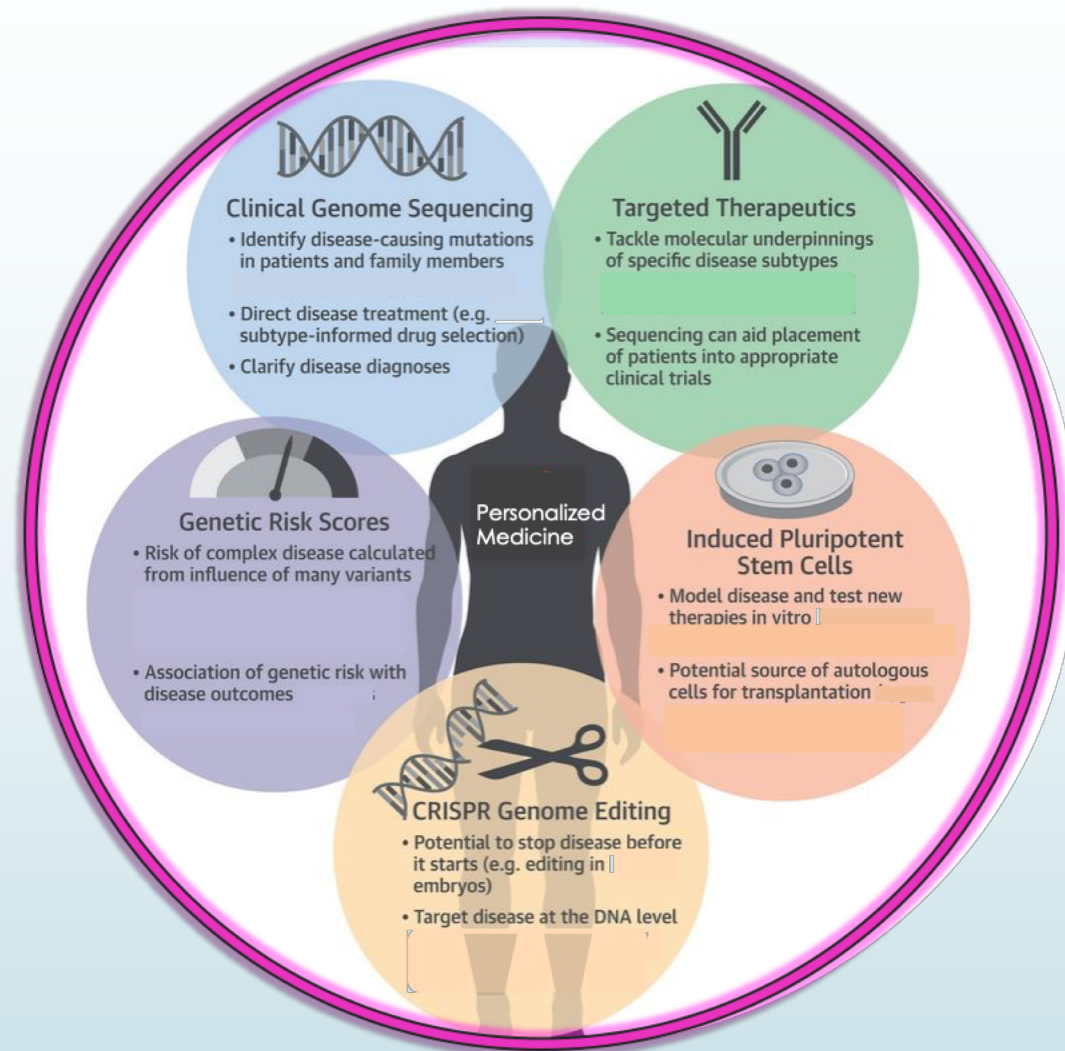 Clinical Genome Sequencing
• Identify disease-causing mutations
in patients and family members
• Direct disease treatment (e.g.
subtype-informed drug selection)
• Clarify disease diagnoses
Targeted Therapeutics
• Tackle molecular underpinnings
of specific disease subtypes
• Sequencing can aid placement
of patients into appropriate
clinical trials
Genetic Risk Scores
• Risk of complex disease calculated
from influence of many variants
• Association of genetic risk with
disease outcomes
Personalized
Medicine
Induced Pluripotent
Stem Cells
• Model disease and test new
therapies in vitro
• Potential source of autologous
cells for transplantation
CRISPR Genome Editing
• Potential to stop disease before
it starts (e.g. editing in
embryos)
• Target disease at the DNA level